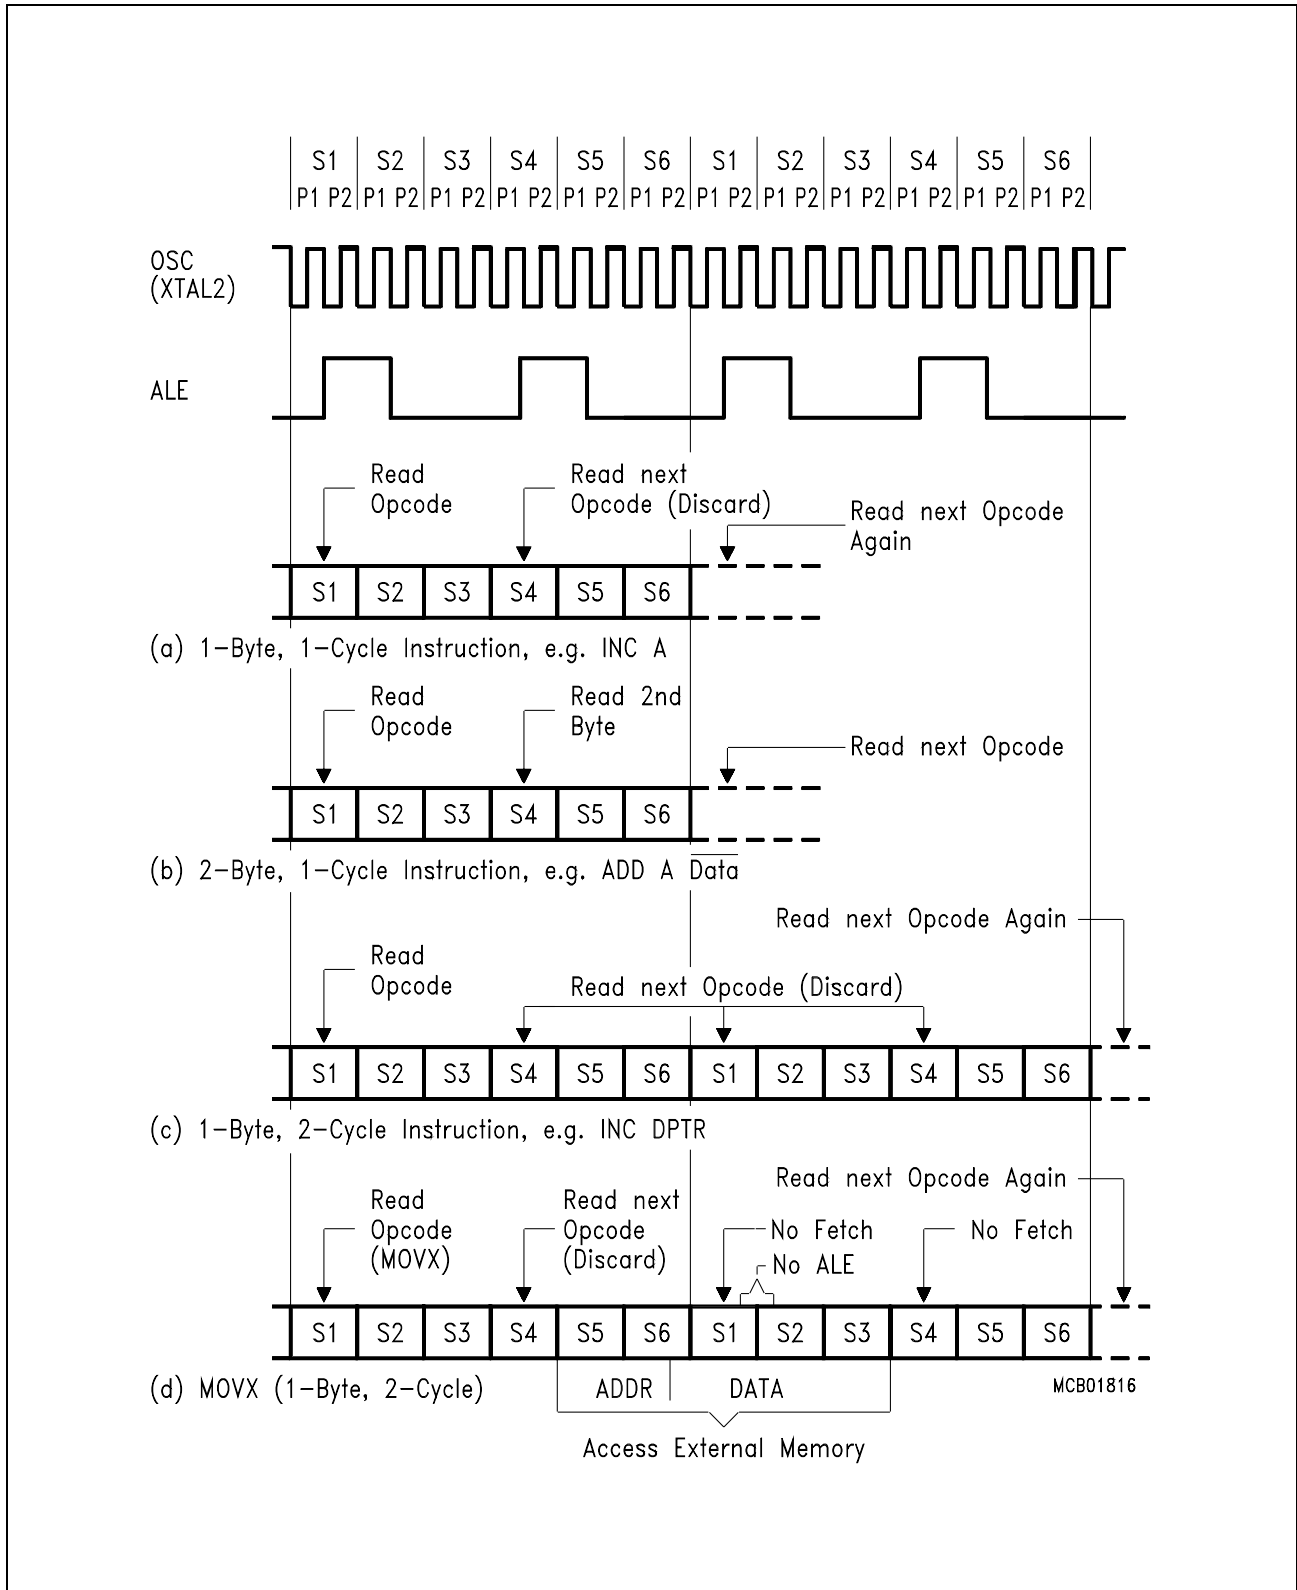 S1 S2 S3 S4 S5 S6 S1 S2 S3 S4 S5 S6
P1 P2 P1 P2 P1 P2 P1 P2 P1 P2 P1 P2 P1 P2 P1 P2 P1 P2 P1 P2 P1 P2 P1 P2
OSC
(XTAL2)
ALE
Read
Opcode
Read next
Opcode (Discard)
Read next Opcode
Again
S1 S2 S3 S4 S5 S6
(a) 1-Byte, 1-Cycle Instruction, e.g. INC A
Read
Opcode
Read 2nd
Byte
Read next Opcode
S1 S2 S3 S4 S5 S6
(b) 2-Byte, 1-Cycle Instruction, e.g. ADD A Data
Read next Opcode Again
Read
Opcode
Read next Opcode (Discard)
S1 S2 S3 S4 S5 S6 S1 S2 S3 S4 S5 S6
(c) 1-Byte, 2-Cycle Instruction, e.g. INC DPTR
Read next Opcode Again
Read
Opcode
(MOVX)
Read next
Opcode
(Discard)
No Fetch
No ALE
No Fetch
S1 S2 S3 S4 S5 S6 S1 S2 S3 S4 S5 S6
(d) MOVX (1-Byte, 2-Cycle)
ADDR
DATA
MCB01816
Access External Memory